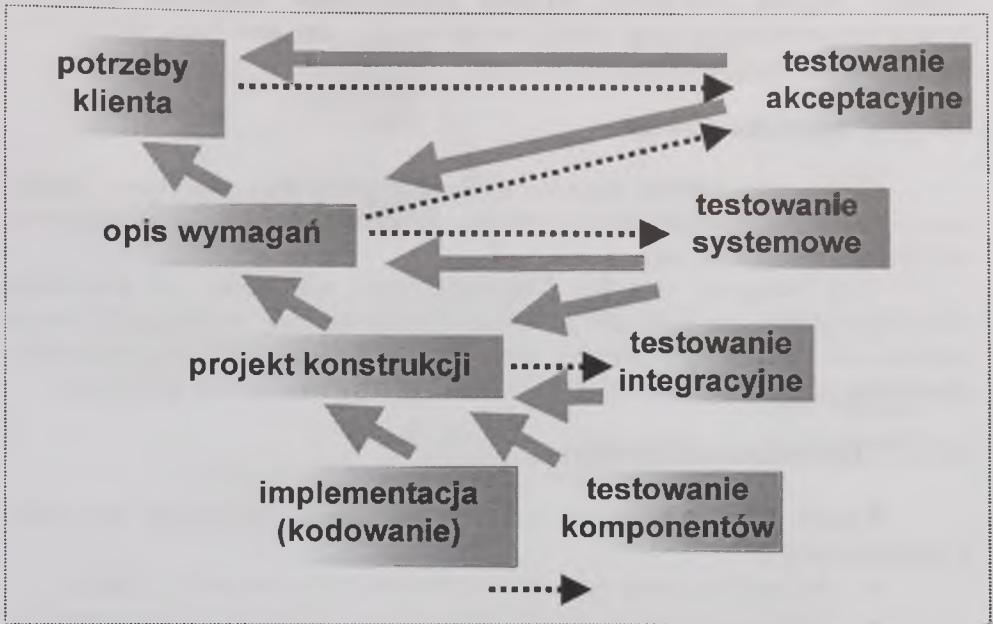 potrzeby
klienta
testowanie
akceptacyjne
opis wymagań
testowanie
systemowe
projekt konstrukcji
testowanie
integracyjne
implementacja
(kodowanie)
testowanie
komponentów